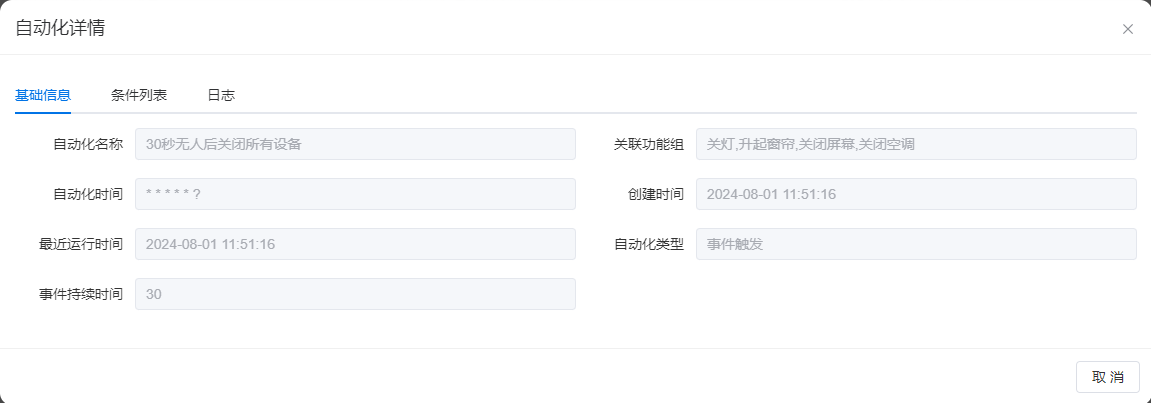 自动化详情
基础信息 条件列表 日志
自动化名称 30秒无人后关闭所有设备 关联功能组 关灯,升起窗帘,关闭屏幕,关闭空调
自动化时间 * * * * * ? 创建时间 2024-08-01 11:51:16
最近运行时间 2024-08-01 11:51:16 自动化类型 事件触发
事件持续时间 30
取 消